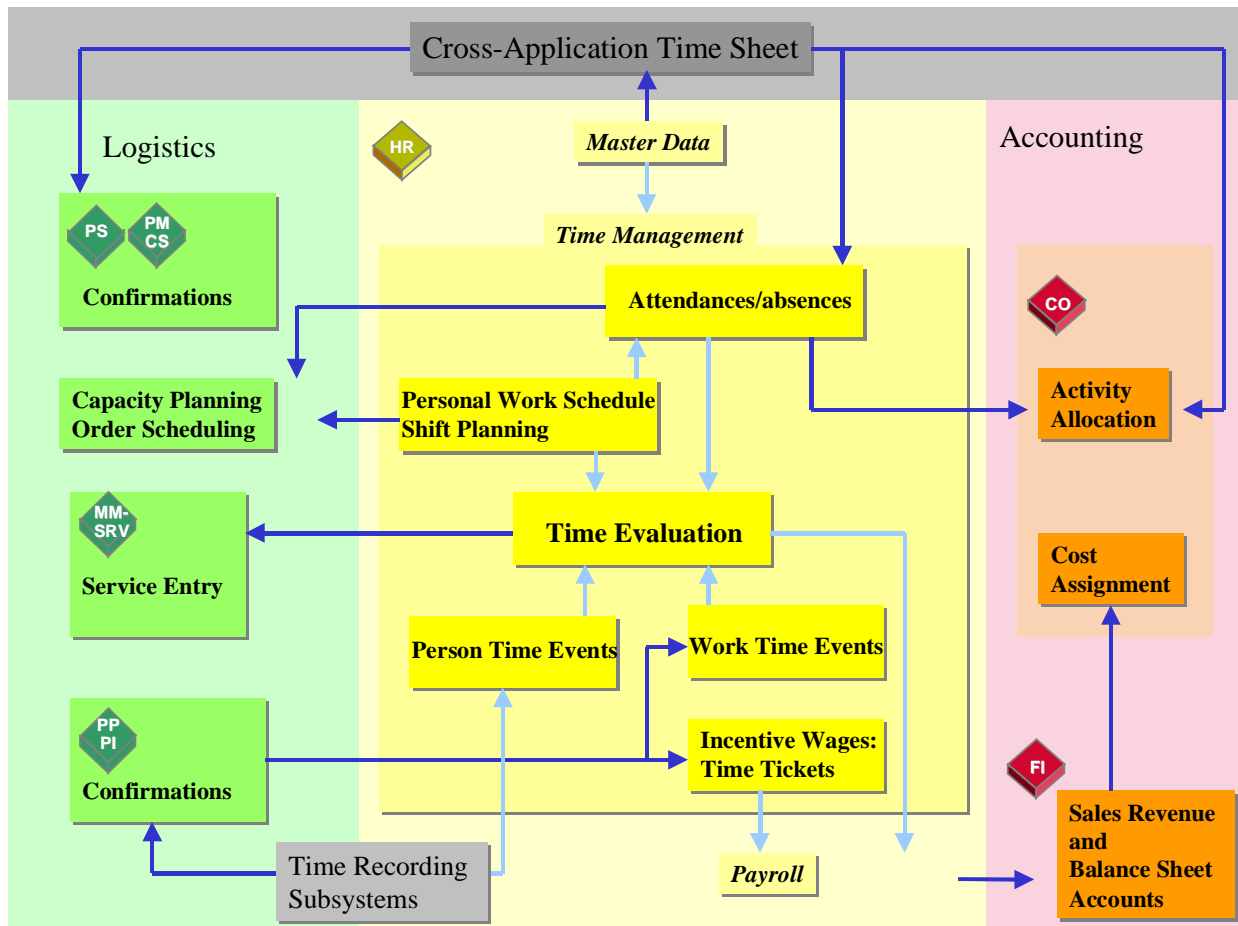 Cross-Application Time Sheet
Logistics
HR
Master Data
Accounting
Time Management
PS
PM
CS
Confirmations
Attendances/absences
CO
Capacity Planning
Order Scheduling
Personal Work Schedule
Shift Planning
Activity
Allocation
MM-
SRV
Service Entry
Time Evaluation
Cost
Assignment
Person Time Events
Work Time Events
PP
PI
Confirmations
Incentive Wages:
Time Tickets
FI
Time Recording
Subsystems
Payroll
Sales Revenue
and
Balance Sheet
Accounts